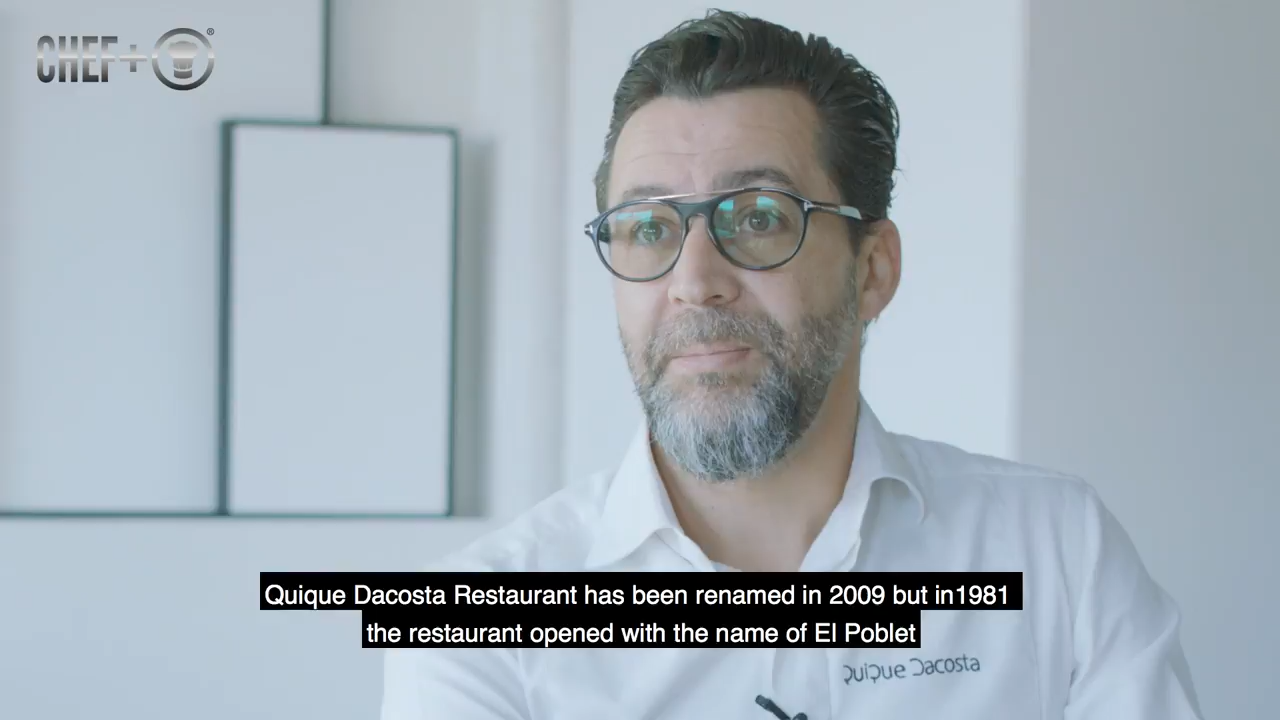 CHEF+
®
Quique Dacosta Restaurant has been renamed in 2009 but in1981
the restaurant opened with the name of El Poblet
Quique Dacosta